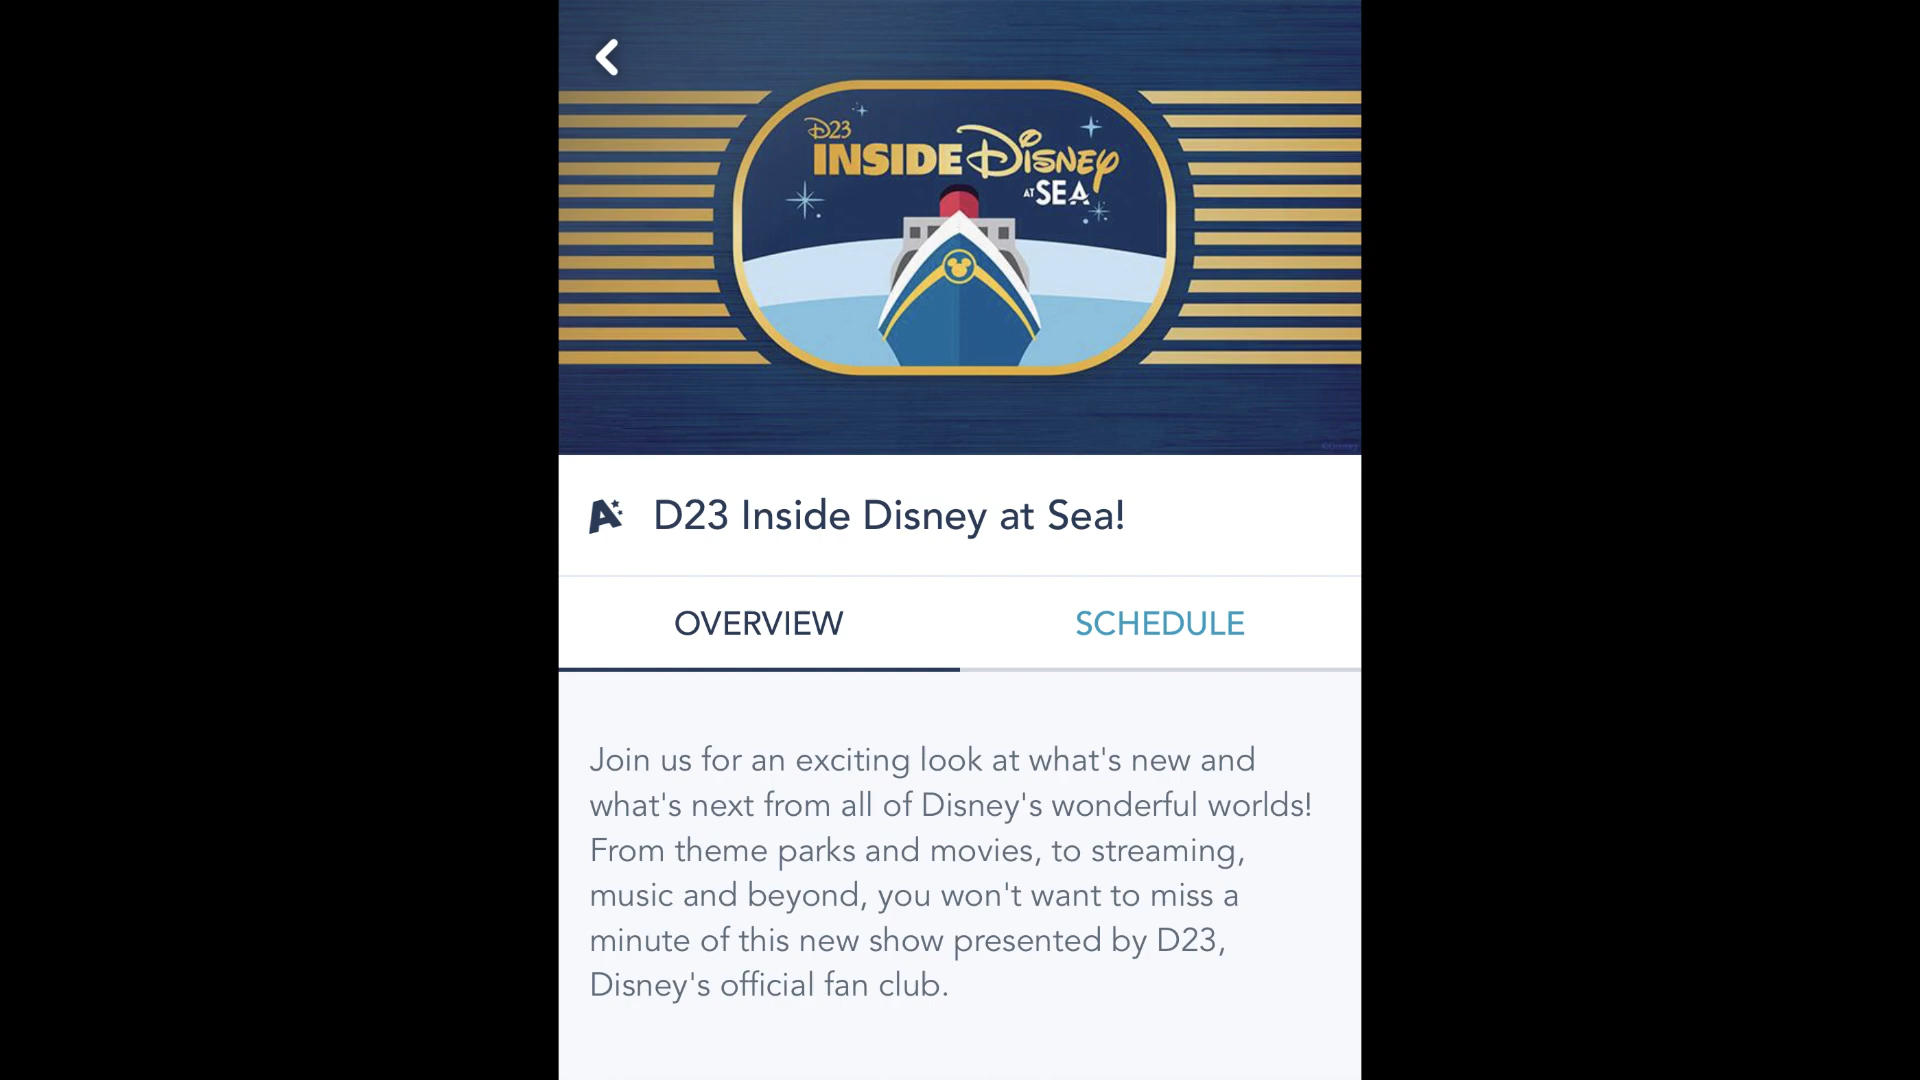 D23
INSIDE DISNEY
AT SEA
©Disney
D23 Inside Disney at Sea!
OVERVIEW
SCHEDULE
Join us for an exciting look at what's new and
what's next from all of Disney's wonderful worlds!
From theme parks and movies, to streaming,
music and beyond, you won't want to miss a
minute of this new show presented by D23,
Disney's official fan club.